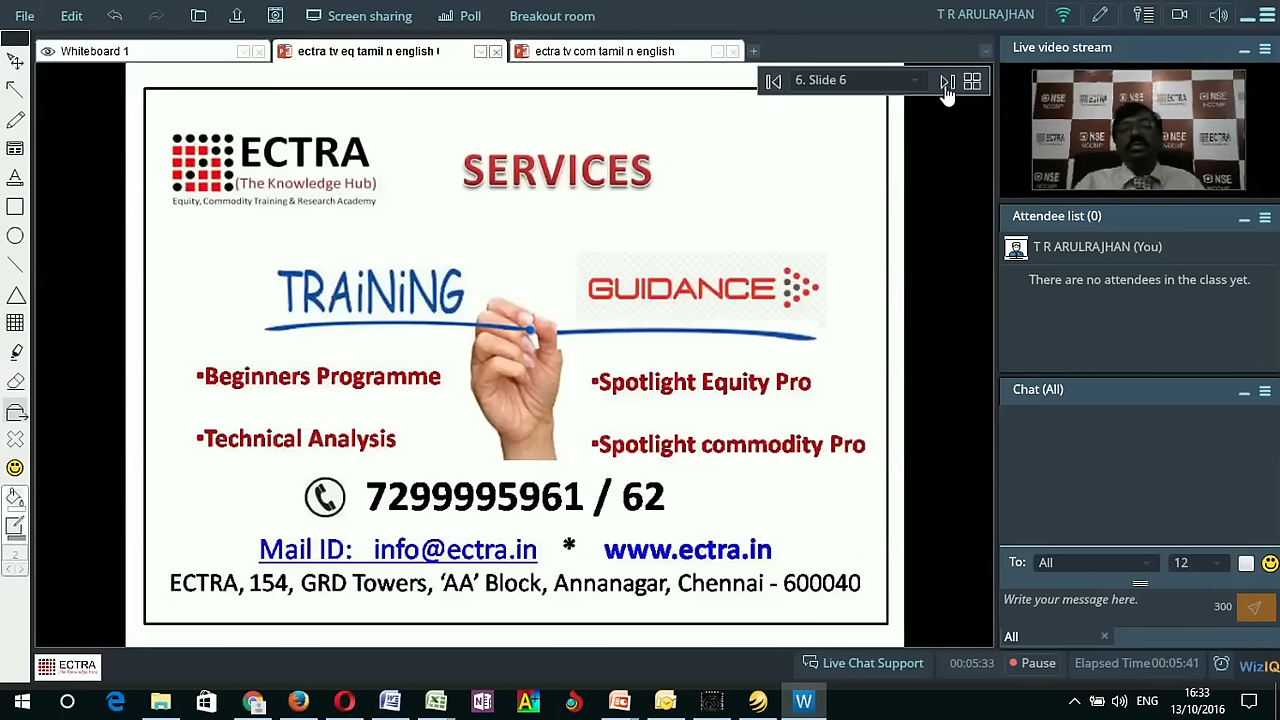 File Edit Screen sharing Poll Breakout room T R ARULRAJHAN
Whiteboard 1 ectra tv eq tamil n english ectra tv com tamil n english
6. Slide 6
ECTRA
(The Knowledge Hub)
Equity, Commodity Training & Research Academy
SERVICES
TRAiNiNG
GUIDANCE
•Beginners Programme
•Technical Analysis
•Spotlight Equity Pro
•Spotlight commodity Pro
7299995961 / 62
Mail ID: info@ectra.in * www.ectra.in
ECTRA, 154, GRD Towers, ‘AA’ Block, Annanagar, Chennai - 600040
Live video stream
NSE
ECTRA
Attendee list (0)
T R ARULRAJHAN (You)
There are no attendees in the class yet.
Chat (All)
To: All 12
Write your message here.
300
All
2
ECTRA
Live Chat Support 00:05:33 Pause Elapsed Time 00:05:41 WizIQ
ENG
16:33
13/10/2016